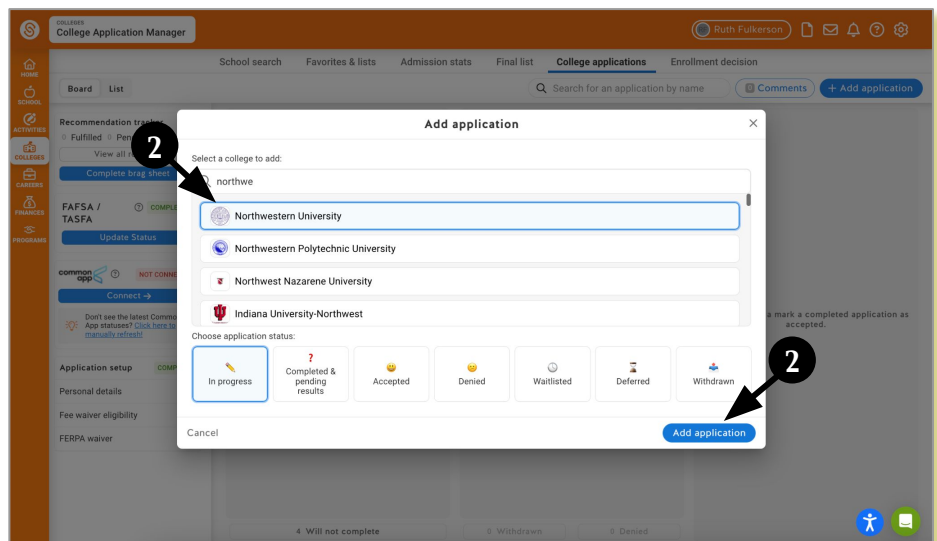 COLLEGES
College Application Manager
Ruth Fulkerson
School search Favorites & lists Admission stats Final list College applications Enrollment decision
Board List
Search for an application by name
Comments
+ Add application
HOME
SCHOOL
ACTIVITIES
COLLEGES
CAREERS
FINANCES
PROGRAMS
Recommendation
Fulfilled
View all
Complete brag sheet
FAFSA /
TASFA
COMPLE
Update Status
common app
NOT CONNE
Connect →
Don't see the latest Commo
App statuses? Click here to
manually refresh!
Application setup COMP
Personal details
Fee waiver eligibility
FERPA waiver
Add application
2
Select a college to add:
northwe
Northwestern University
Northwestern Polytechnic University
Northwest Nazarene University
Indiana University-Northwest
Choose application status:
In progress
? Completed &
pending
results
Accepted
Denied
Waitlisted
Deferred
Withdrawn
2
Cancel
Add application
a mark a completed application as
accepted.
4 Will not complete
0 Withdrawn
0 Denied